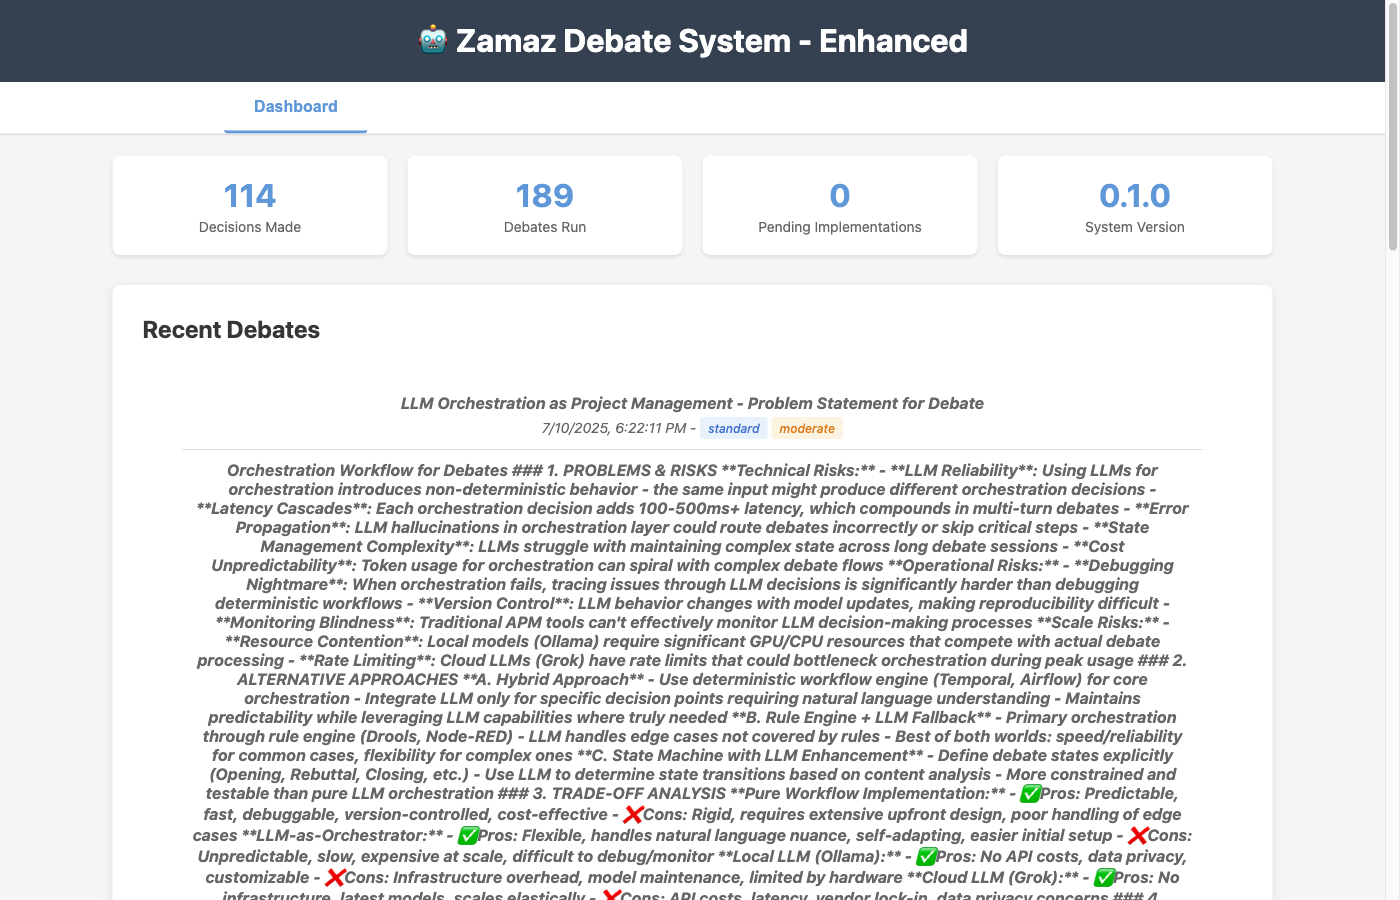 🤖 Zamaz Debate System - Enhanced
Dashboard
114
Decisions Made
189
Debates Run
0
Pending Implementations
0.1.0
System Version
Recent Debates
LLM Orchestration as Project Management - Problem Statement for Debate
7/10/2025, 6:22:11 PM - standard moderate
Orchestration Workflow for Debates ### 1. PROBLEMS & RISKS **Technical Risks:** - **LLM Reliability**: Using LLMs for
orchestration introduces non-deterministic behavior - the same input might produce different orchestration decisions -
**Latency Cascades**: Each orchestration decision adds 100-500ms+ latency, which compounds in multi-turn debates - **Error
Propagation**: LLM hallucinations in orchestration layer could route debates incorrectly or skip critical steps - **State
Management Complexity**: LLMs struggle with maintaining complex state across long debate sessions - **Cost
Unpredictability**: Token usage for orchestration can spiral with complex debate flows **Operational Risks:** - **Debugging
Nightmare**: When orchestration fails, tracing issues through LLM decisions is significantly harder than debugging
deterministic workflows - **Version Control**: LLM behavior changes with model updates, making reproducibility difficult -
**Monitoring Blindness**: Traditional APM tools can't effectively monitor LLM decision-making processes **Scale Risks:** -
**Resource Contention**: Local models (Ollama) require significant GPU/CPU resources that compete with actual debate
processing - **Rate Limiting**: Cloud LLMs (Grok) have rate limits that could bottleneck orchestration during peak usage ### 2.
ALTERNATIVE APPROACHES **A. Hybrid Approach** - Use deterministic workflow engine (Temporal, Airflow) for core
orchestration - Integrate LLM only for specific decision points requiring natural language understanding - Maintains
predictability while leveraging LLM capabilities where truly needed **B. Rule Engine + LLM Fallback** - Primary orchestration
through rule engine (Drools, Node-RED) - LLM handles edge cases not covered by rules - Best of both worlds: speed/reliability
for common cases, flexibility for complex ones **C. State Machine with LLM Enhancement** - Define debate states explicitly
(Opening, Rebuttal, Closing, etc.) - Use LLM to determine state transitions based on content analysis - More constrained and
testable than pure LLM orchestration ### 3. TRADE-OFF ANALYSIS **Pure Workflow Implementation:** - ✅Pros: Predictable,
fast, debuggable, version-controlled, cost-effective - ❌Cons: Rigid, requires extensive upfront design, poor handling of edge
cases **LLM-as-Orchestrator:** - ✅Pros: Flexible, handles natural language nuance, self-adapting, easier initial setup - ❌Cons:
Unpredictable, slow, expensive at scale, difficult to debug/monitor **Local LLM (Ollama):** - ✅Pros: No API costs, data privacy,
customizable - ❌Cons: Infrastructure overhead, model maintenance, limited by hardware **Cloud LLM (Grok):** - ✅Pros: No
infrastructure, latest models, scales elastically - ❌Cons: API costs, latency, vendor lock-in, data privacy concerns ### 4.